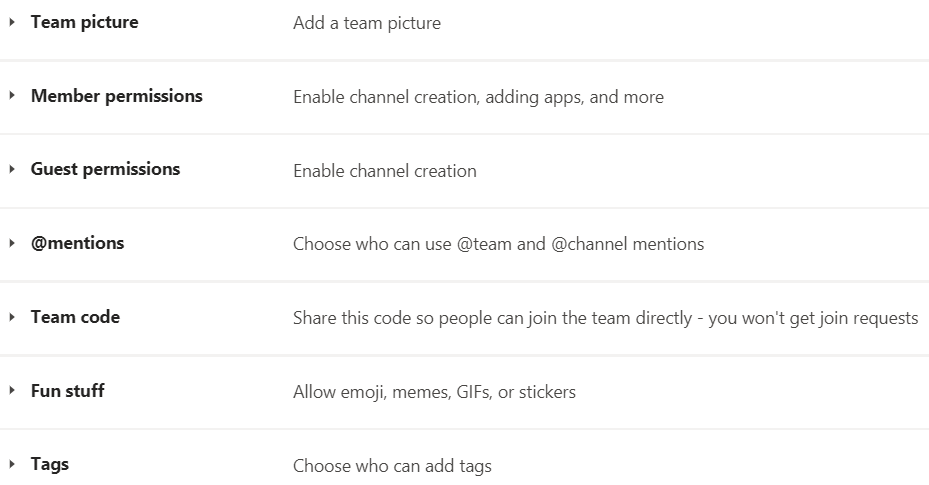 Team picture Add a team picture
Member permissions Enable channel creation, adding apps, and more
Guest permissions Enable channel creation
@mentions Choose who can use @team and @channel mentions
Team code Share this code so people can join the team directly - you won't get join requests
Fun stuff Allow emoji, memes, GIFs, or stickers
Tags Choose who can add tags